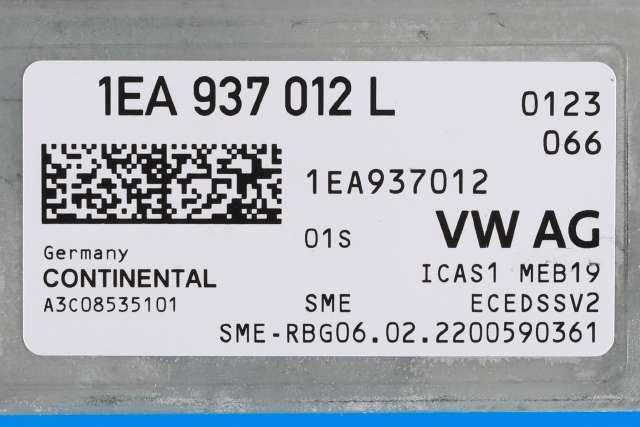 1EA 937 012 L
0123
066
1EA937012
01S
VW AG
Germany
CONTINENTAL
A3C08535101
ICAS1 MEB19
SME
ECEDSSV2
SME-RBG06.02.2200590361